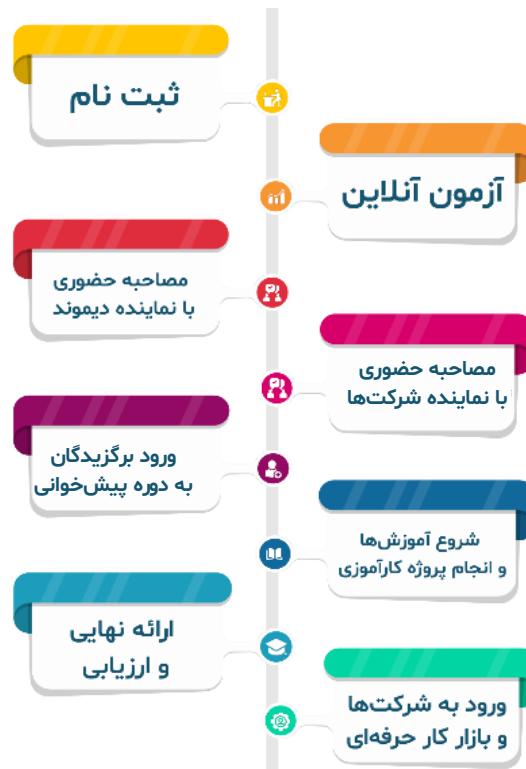 ثبت نام
آزمون آنلاین
مصاحبه حضوری
با نماینده دیموند
مصاحبه حضوری
با نماینده شرکت‌ها
ورود برگزیدگان
به دوره پیش‌خوانی
شروع آموزش‌ها
و انجام پروژه کارآموزی
ارائه نهایی
و ارزیابی
ورود به شرکت‌ها
و بازار کار حرفه‌ای